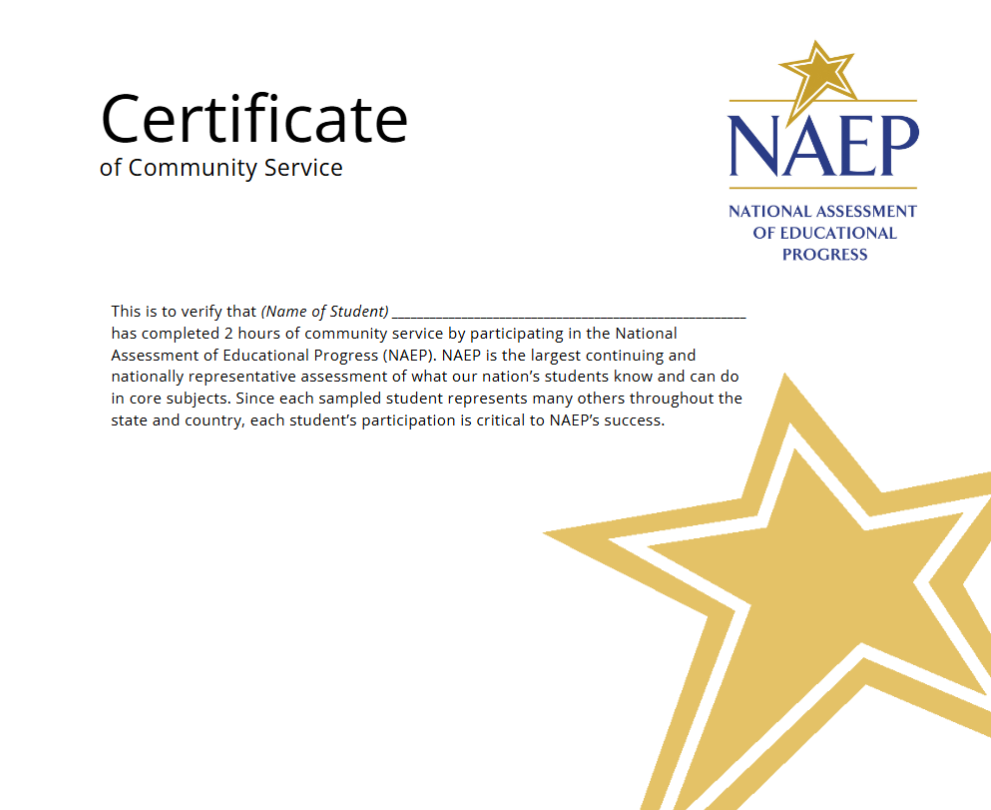 Certificate
of Community Service
NAEP
NATIONAL ASSESSMENT
OF EDUCATIONAL
PROGRESS
This is to verify that (Name of Student) ____________________________________________________
has completed 2 hours of community service by participating in the National
Assessment of Educational Progress (NAEP). NAEP is the largest continuing and
nationally representative assessment of what our nation’s students know and can do
in core subjects. Since each sampled student represents many others throughout the
state and country, each student’s participation is critical to NAEP’s success.